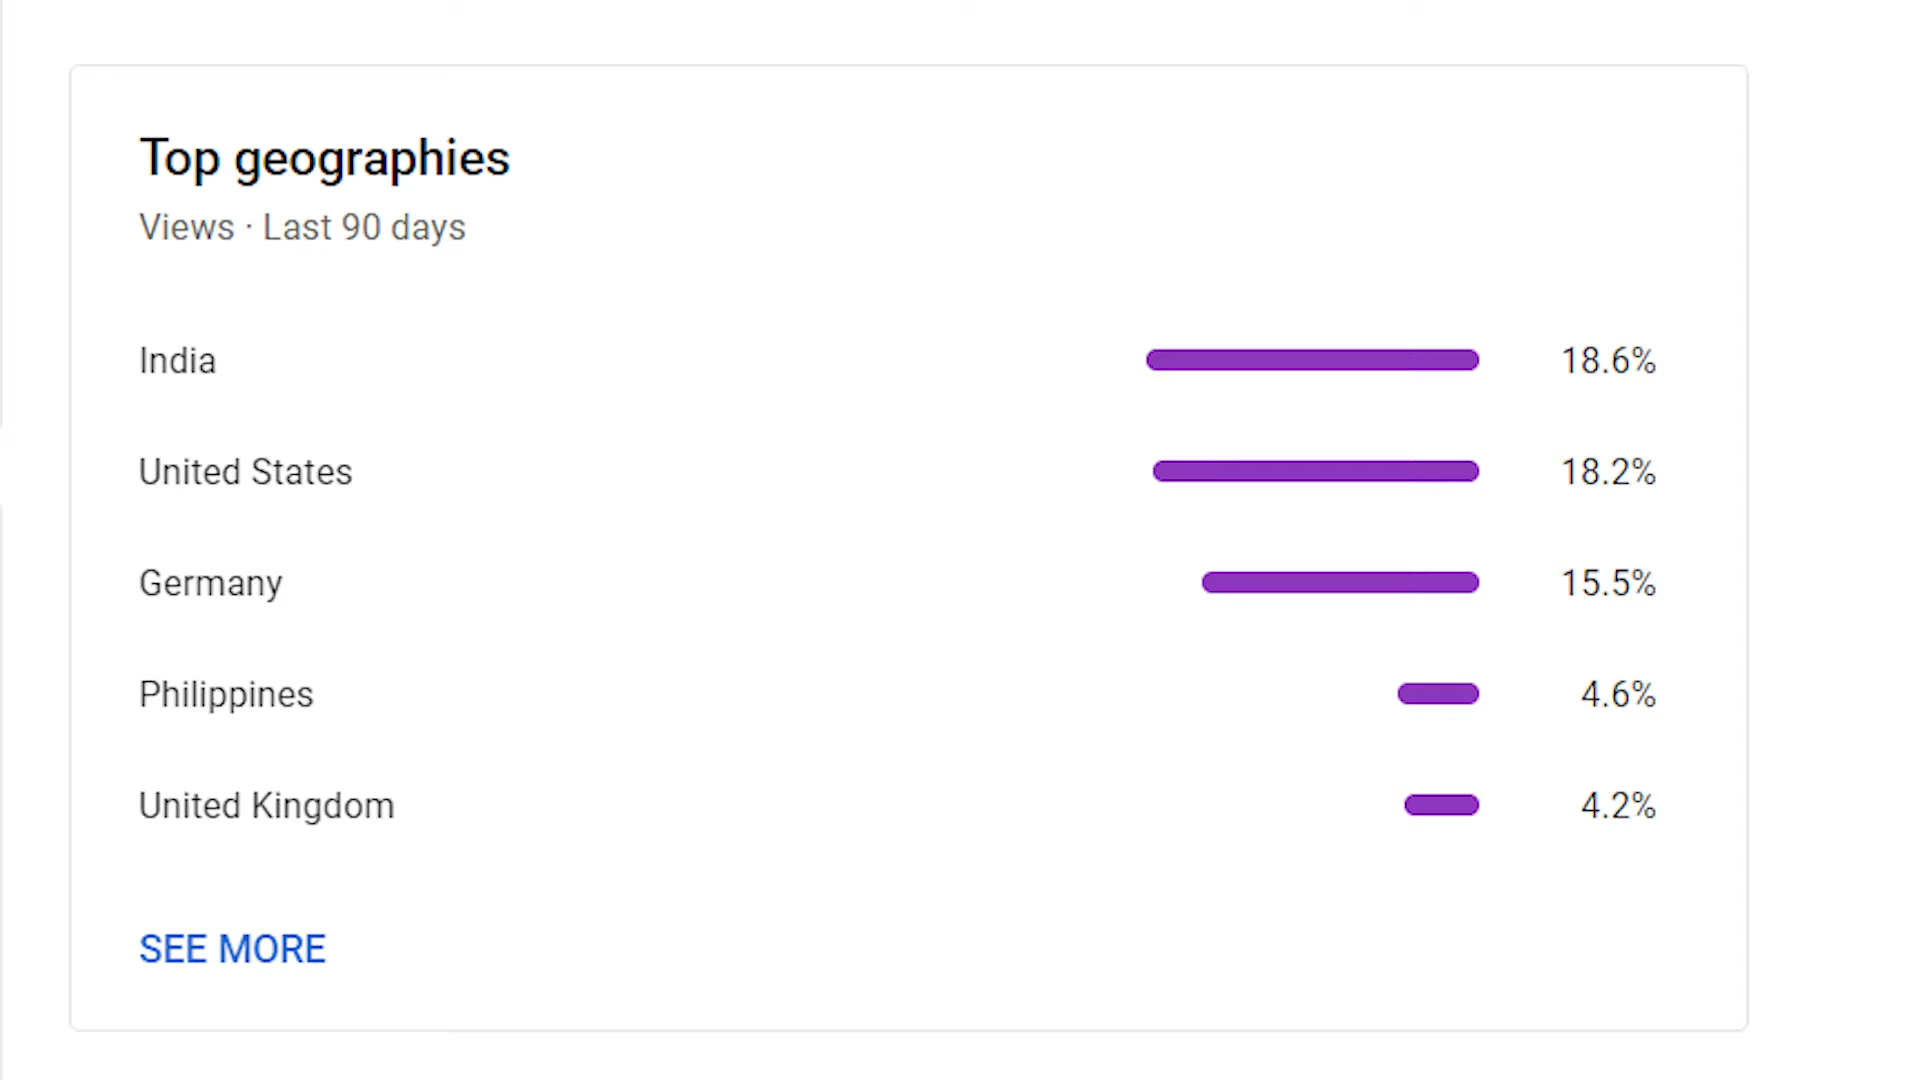 Top geographies
Views · Last 90 days
India 18.6%
United States 18.2%
Germany 15.5%
Philippines 4.6%
United Kingdom 4.2%
SEE MORE